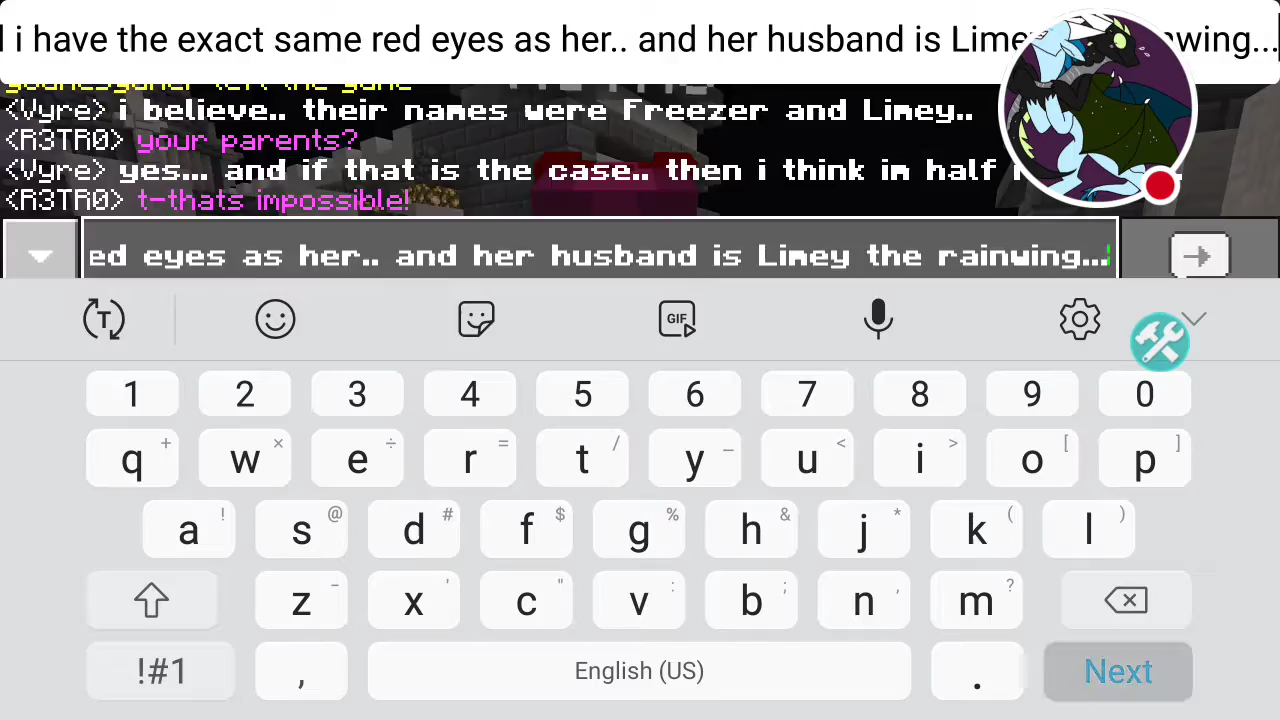 i have the exact same red eyes as her.. and her husband is Lime wing...
<Vyre> i believe.. their names were Freezer and Limey..
<R3TR0> your parents?
<Vyre> yes... and if that is the case.. then i think im half
<R3TR0> t-thats impossible!
ed eyes as her.. and her husband is Limey the rainwing...
T
GIF
1 2 3 4 5 6 7 8 9 0
q + w × e ÷ r = t / y _ u < i > o [ p ]
a ! s @ d # f $ g % h & j * k ( l )
z - x ' c " v : b ; n , m ?
!#1 , English (US) . Next